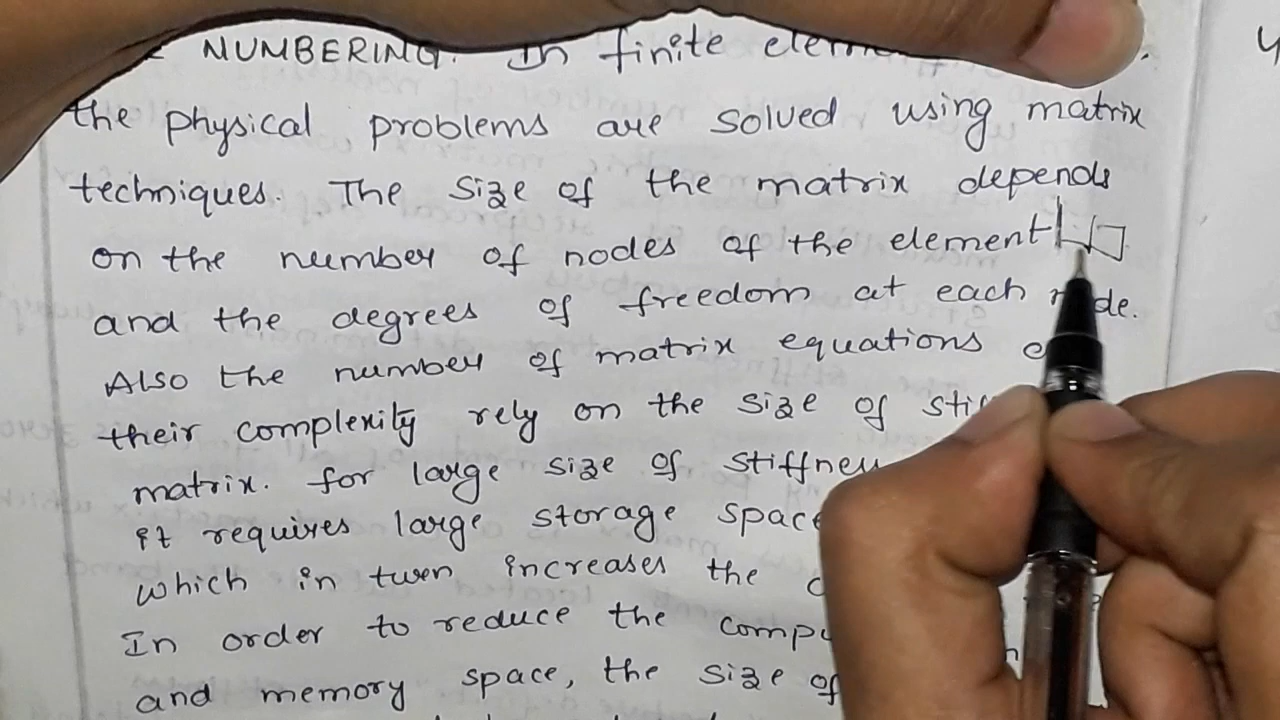 NUMBERING. In finite
the physical problems are solved using matrix
techniques. The size of the matrix depends
on the number of nodes of the element
and the degrees of freedom at each
Also the number of matrix equations
their complexity rely on the size of
matrix. for large size of stiffness
it requires large storage space
which in turn increases the
In order to reduce the
and memory space, the size of